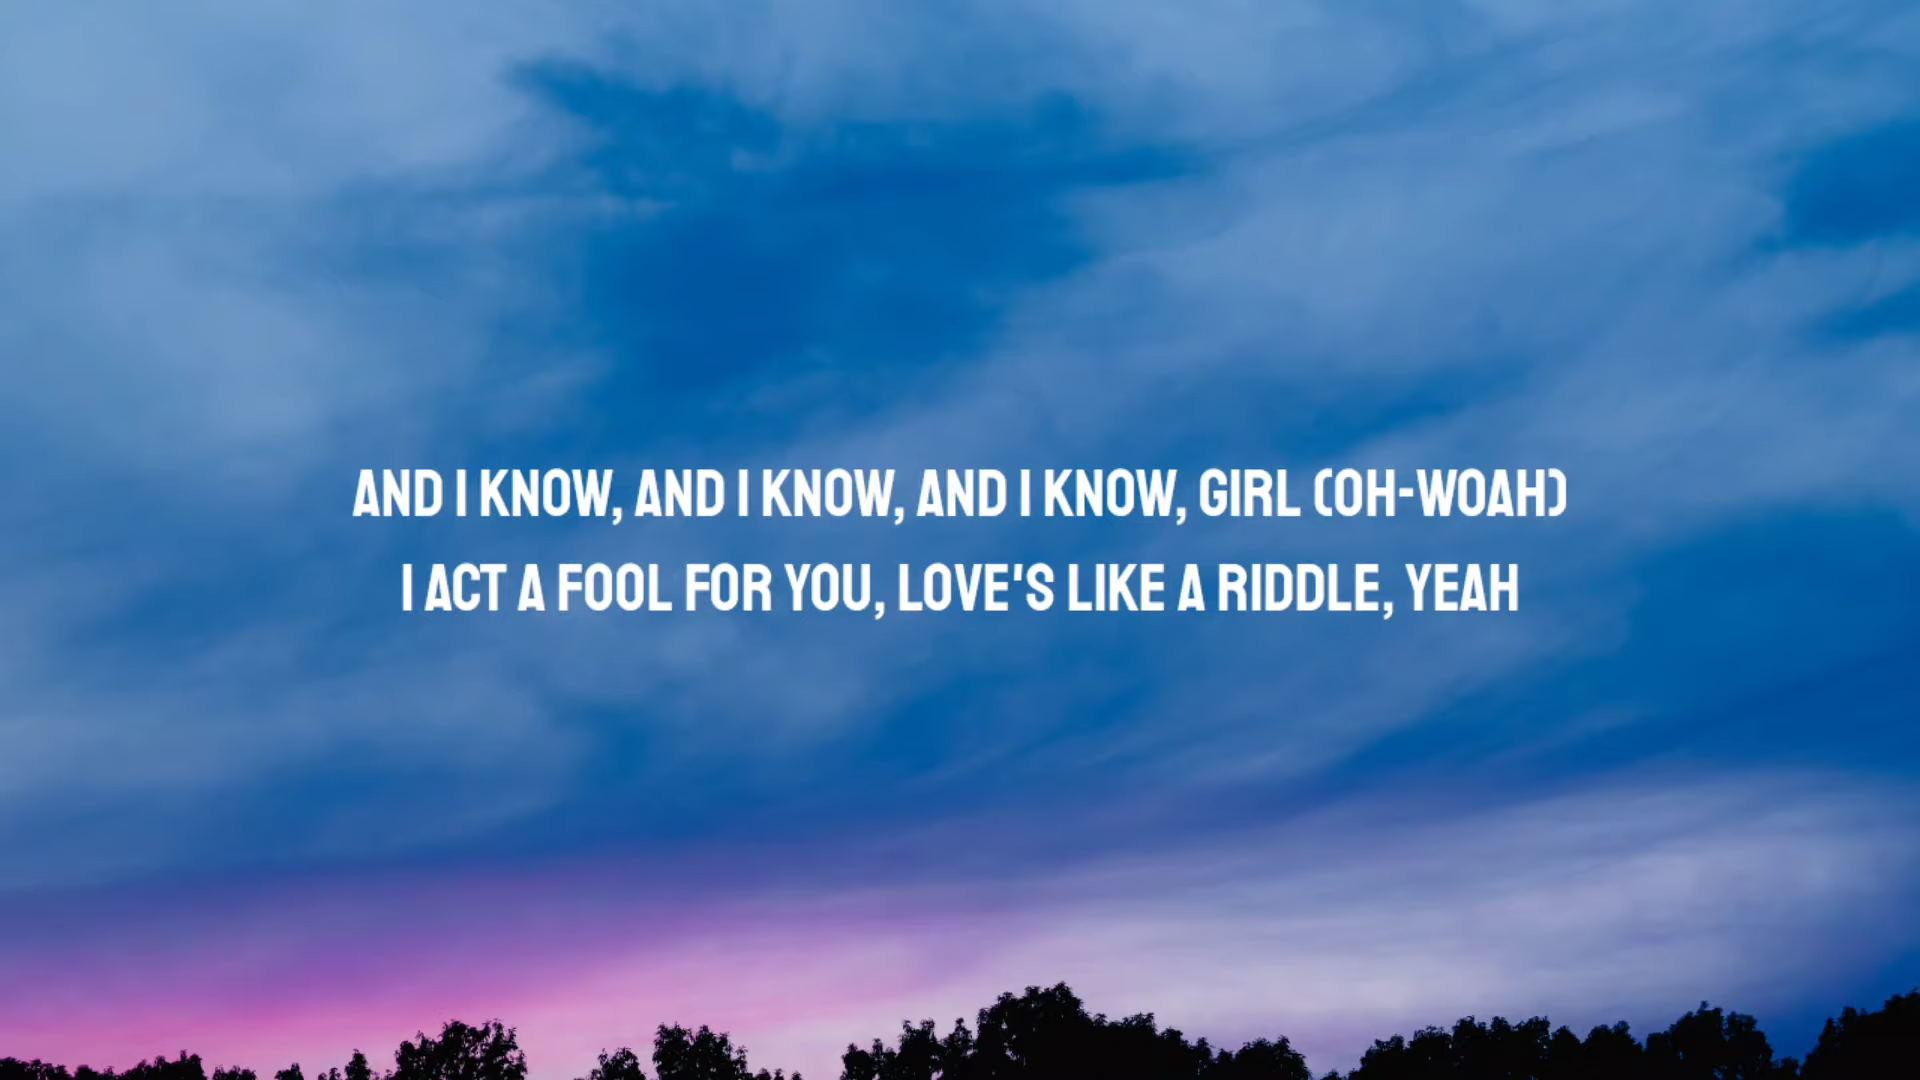 AND I KNOW, AND I KNOW, AND I KNOW, GIRL (OH-WOAH)
I ACT A FOOL FOR YOU, LOVE'S LIKE A RIDDLE, YEAH